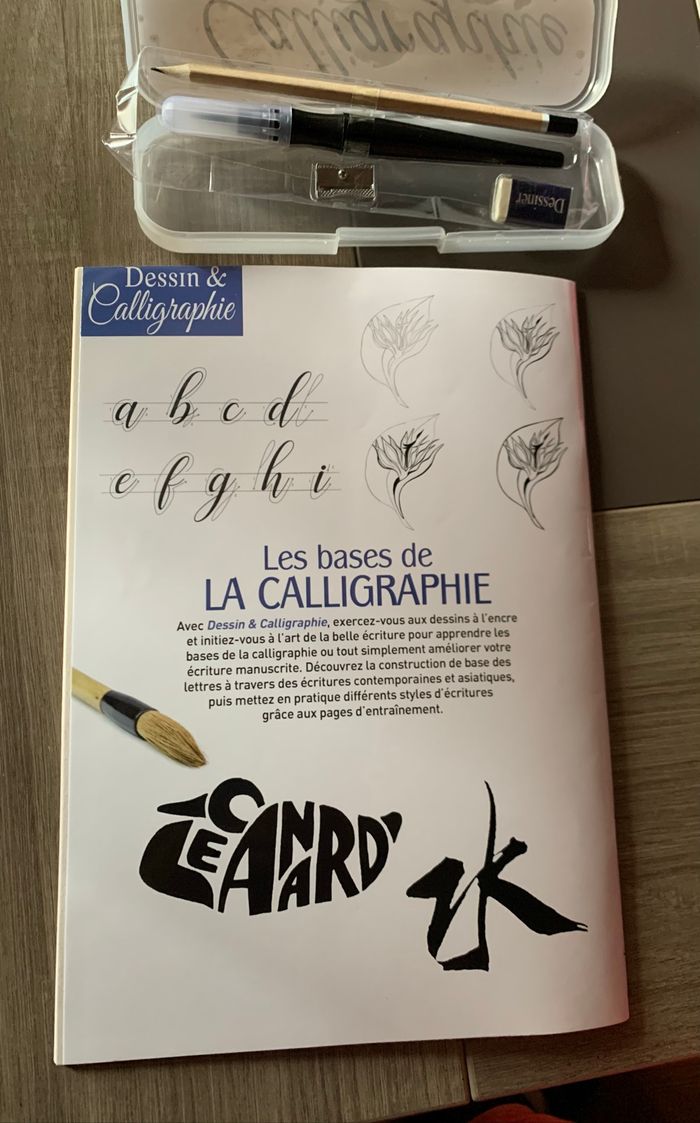 Calligraphie
Dessiner
Dessin &
Calligraphie
a b c d
e f g h i
Les bases de
LA CALLIGRAPHIE
Avec Dessin & Calligraphie, exercez-vous aux dessins à l'encre
et initiez-vous à l'art de la belle écriture pour apprendre les
bases de la calligraphie ou tout simplement améliorer votre
écriture manuscrite. Découvrez la construction de base des
lettres à travers des écritures contemporaines et asiatiques,
puis mettez en pratique différents styles d'écritures
grâce aux pages d'entraînement.
LE CANARD
水